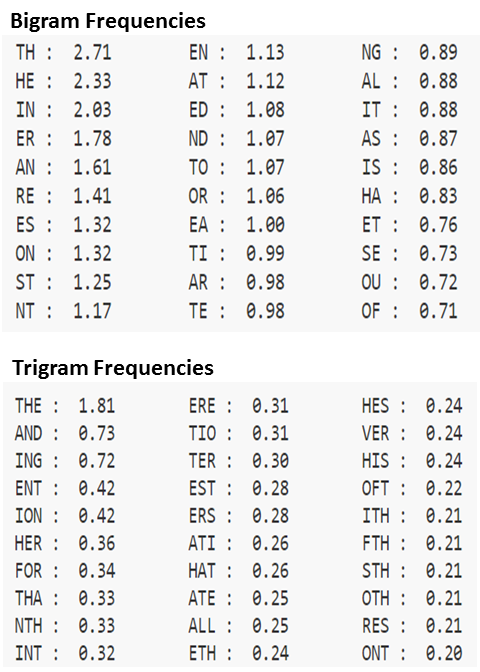 Bigram Frequencies
TH : 2.71 EN : 1.13 NG : 0.89
HE : 2.33 AT : 1.12 AL : 0.88
IN : 2.03 ED : 1.08 IT : 0.88
ER : 1.78 ND : 1.07 AS : 0.87
AN : 1.61 TO : 1.07 IS : 0.86
RE : 1.41 OR : 1.06 HA : 0.83
ES : 1.32 EA : 1.00 ET : 0.76
ON : 1.32 TI : 0.99 SE : 0.73
ST : 1.25 AR : 0.98 OU : 0.72
NT : 1.17 TE : 0.98 OF : 0.71
Trigram Frequencies
THE : 1.81 ERE : 0.31 HES : 0.24
AND : 0.73 TIO : 0.31 VER : 0.24
ING : 0.72 TER : 0.30 HIS : 0.24
ENT : 0.42 EST : 0.28 OFT : 0.22
ION : 0.42 ERS : 0.28 ITH : 0.21
HER : 0.36 ATI : 0.26 FTH : 0.21
FOR : 0.34 HAT : 0.26 STH : 0.21
THA : 0.33 ATE : 0.25 OTH : 0.21
NTH : 0.33 ALL : 0.25 RES : 0.21
INT : 0.32 ETH : 0.24 ONT : 0.20